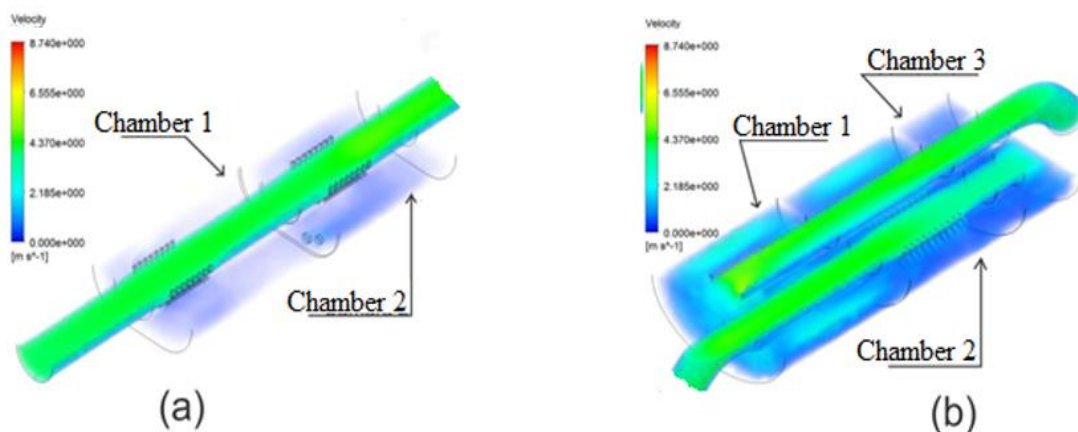 Velocity
8.740e+000
6.555e+000
4.370e+000
2.185e+000
0.000e+000
[m s^-1]
Chamber 1
Chamber 2
(a)
Velocity
8.740e+000
6.555e+000
4.370e+000
2.185e+000
0.000e+000
[m s^-1]
Chamber 3
Chamber 1
Chamber 2
(b)